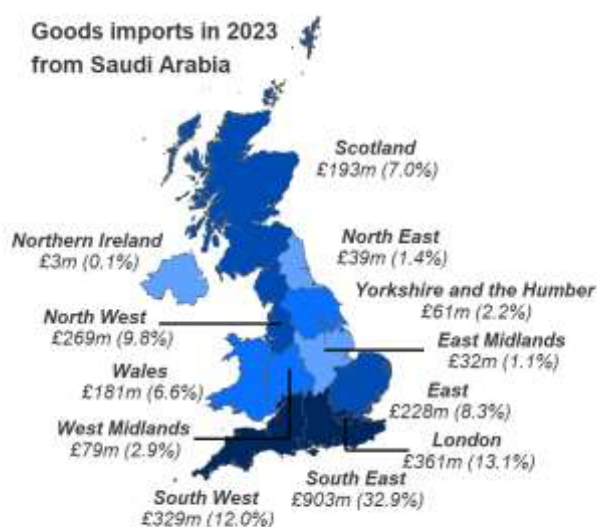 Goods imports in 2023
from Saudi Arabia
Scotland
£193m (7.0%)
Northern Ireland
£3m (0.1%)
North East
£39m (1.4%)
Yorkshire and the Humber
£61m (2.2%)
North West
£269m (9.8%)
East Midlands
£32m (1.1%)
Wales
£181m (6.6%)
East
£228m (8.3%)
West Midlands
£79m (2.9%)
London
£361m (13.1%)
South East
£903m (32.9%)
South West
£329m (12.0%)